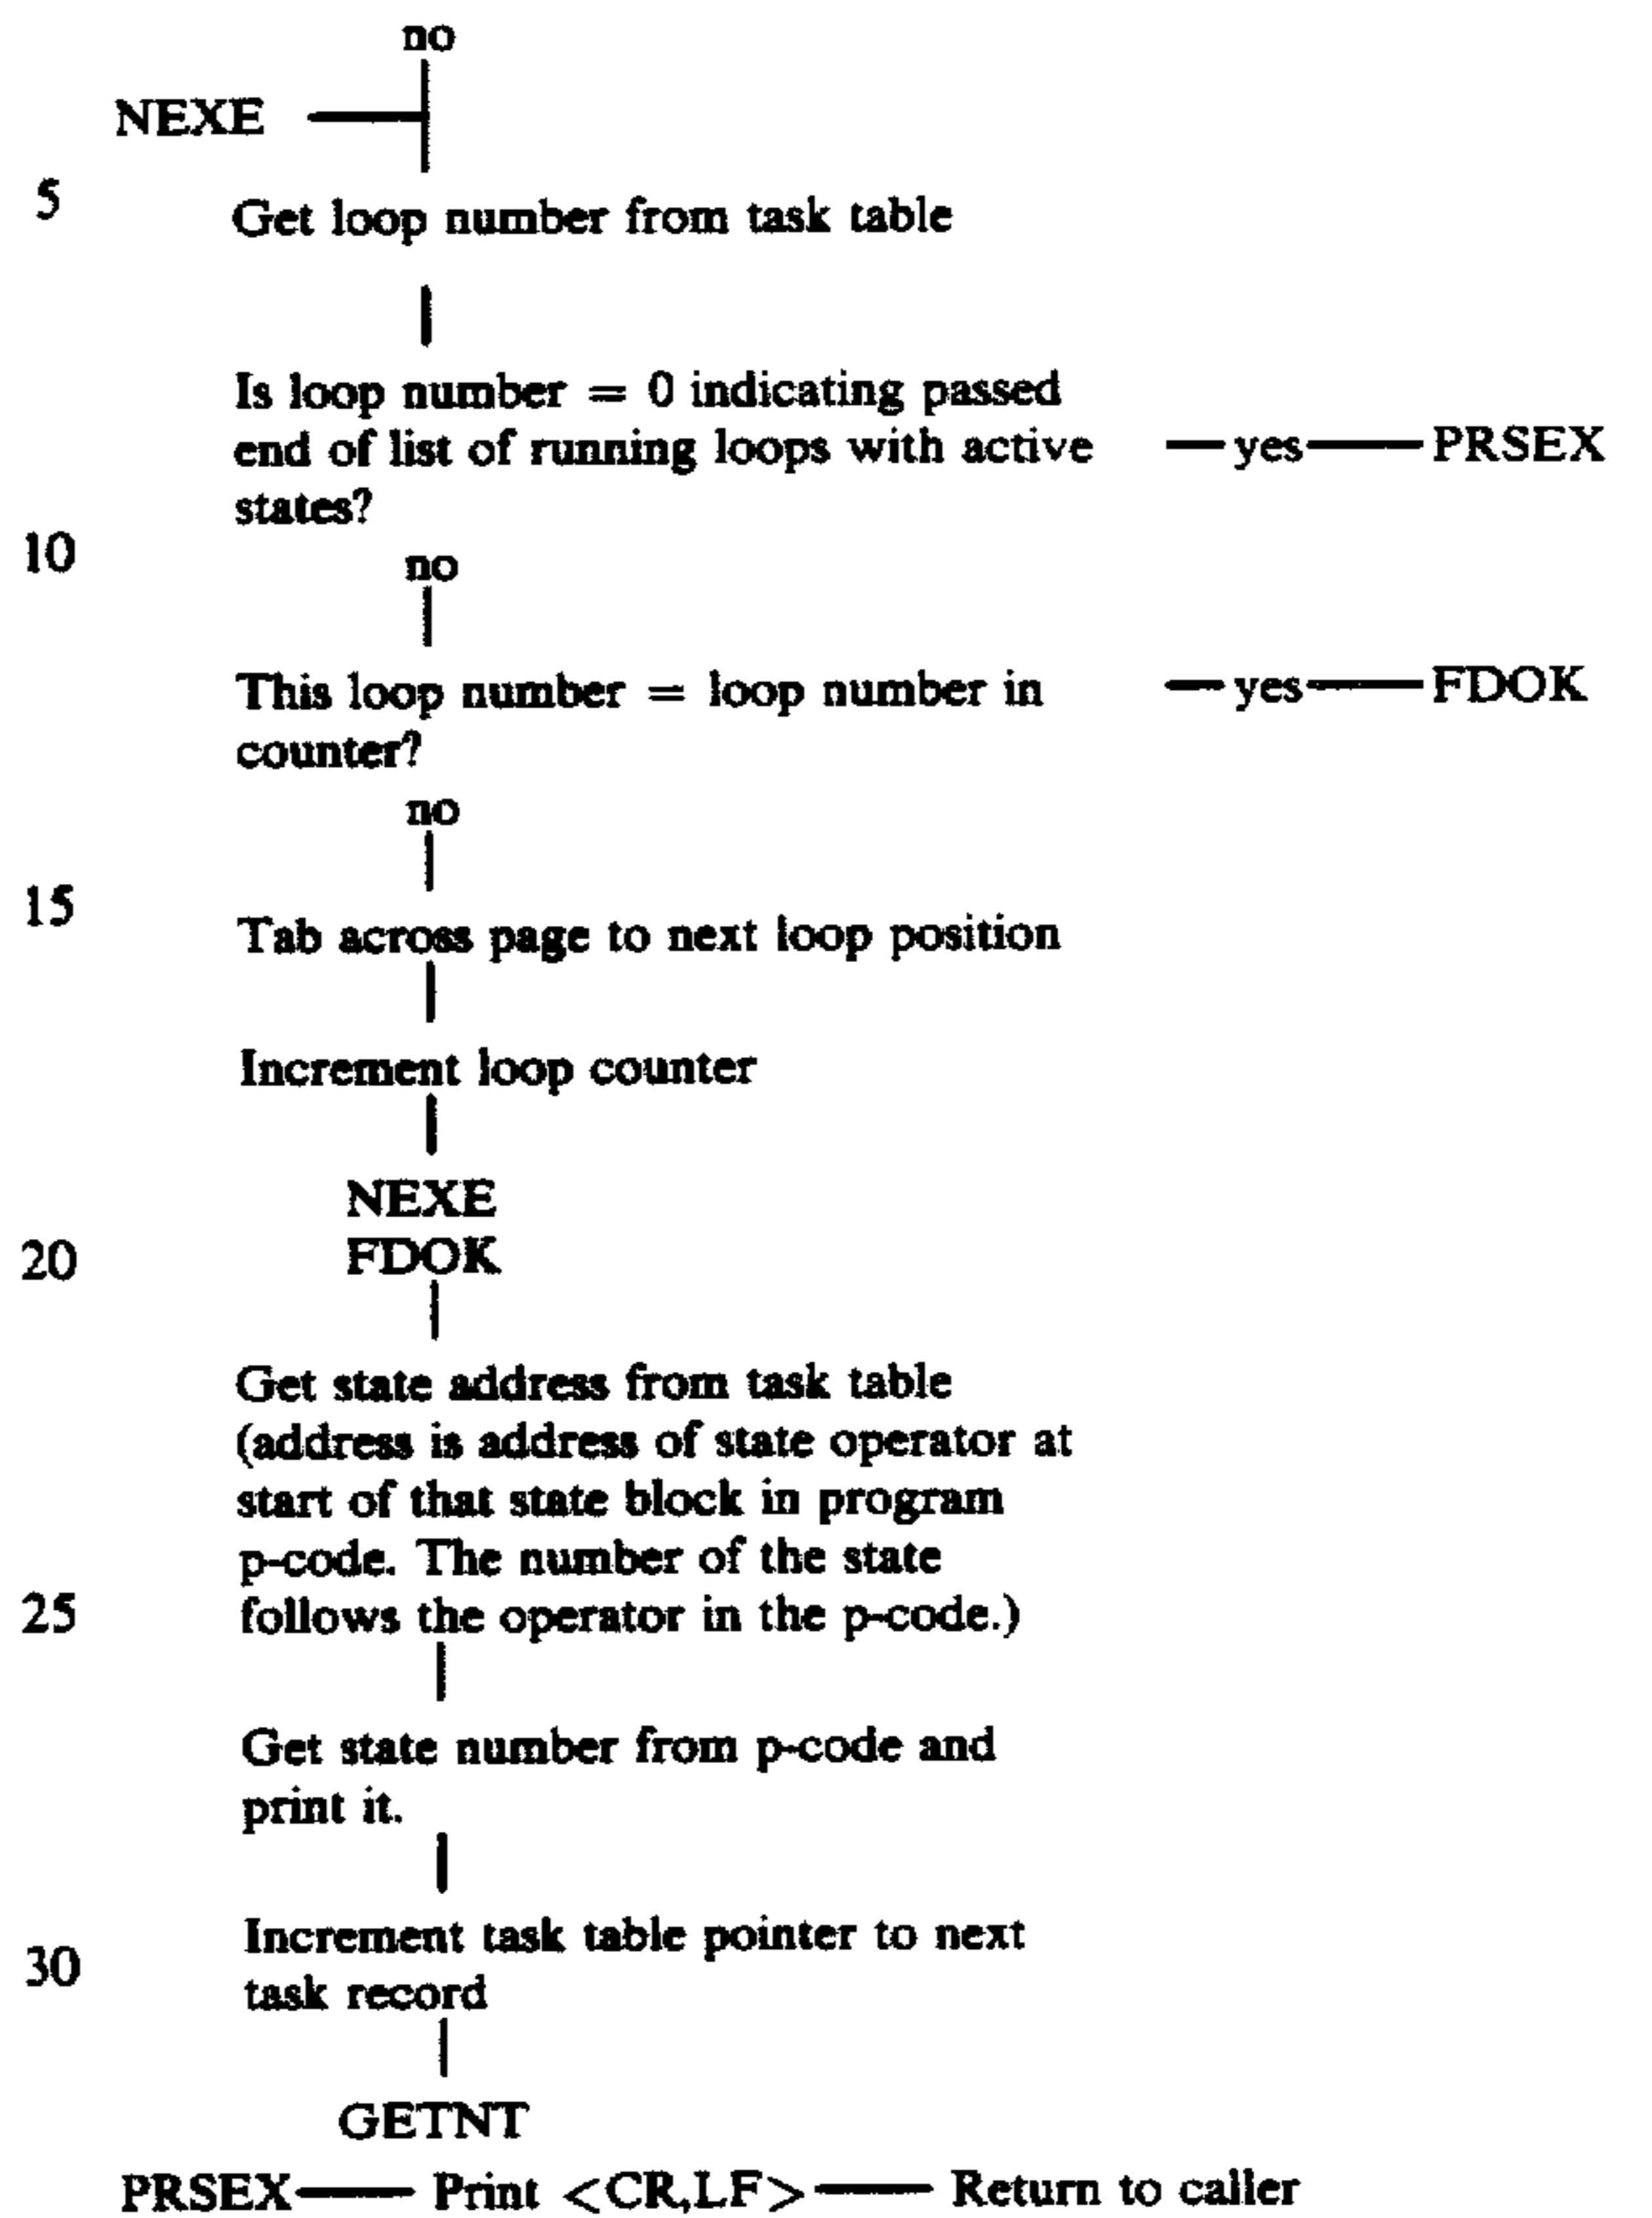 no
NEXE
5
Get loop number from task table
Is loop number = 0 indicating passed
end of list of running loops with active — yes —— PRSEX
states?
10
no
This loop number = loop number in — yes —— FDOK
counter?
no
15
Tab across page to next loop position
Increment loop counter
NEXE
20 FDOK
Get state address from task table
(address is address of state operator at
start of that state block in program
p-code. The number of the state
25 follows the operator in the p-code.)
Get state number from p-code and
print it.
Increment task table pointer to next
30
task record
GETNT
PRSEX —— Print <CR,LF> —— Return to caller